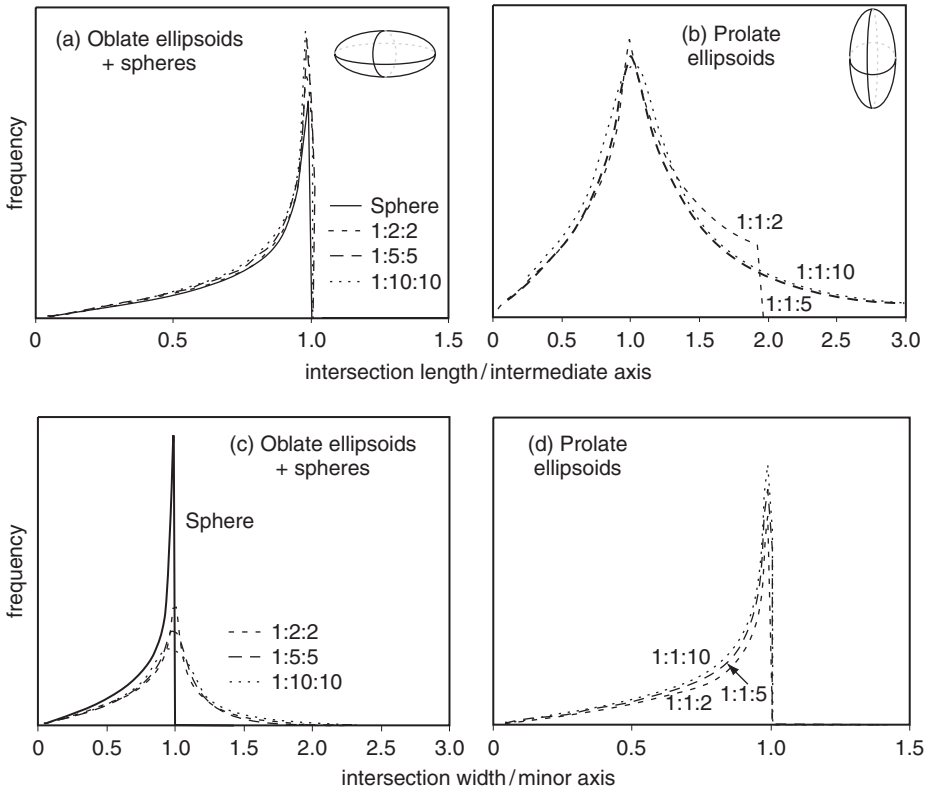 (a) Oblate ellipsoids
+ spheres
frequency
Sphere
1:2:2
1:5:5
1:10:10
0 0.5 1.0 1.5
(b) Prolate
ellipsoids
1:1:2
1:1:10
1:1:5
0 0.5 1.0 1.5 2.0 2.5 3.0
intersection length/intermediate axis
(c) Oblate ellipsoids
+ spheres
Sphere
frequency
1:2:2
1:5:5
1:10:10
0 0.5 1.0 1.5 2.0 2.5 3.0
(d) Prolate
ellipsoids
1:1:10
1:1:5
1:1:2
0 0.5 1.0 1.5
intersection width/minor axis